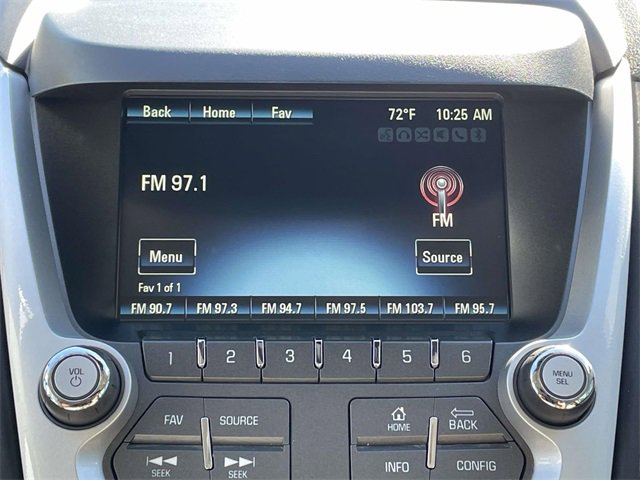 Back Home Fav 72°F 10:25 AM
FM 97.1
FM
Menu Source
Fav 1 of 1
FM 90.7 FM 97.3 FM 94.7 FM 97.5 FM 103.7 FM 95.7
1 2 3 4 5 6
VOL
MENU
SEL
FAV SOURCE
HOME BACK
SEEK SEEK
INFO CONFIG